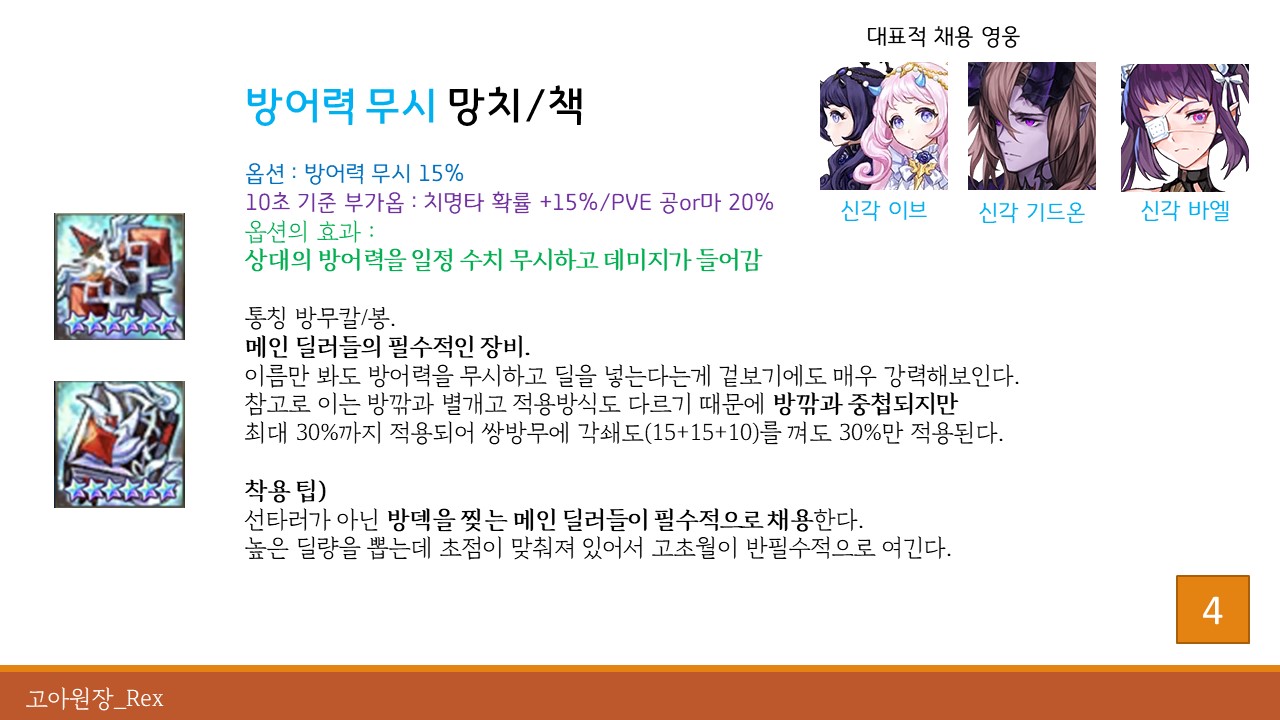 대표적 채용 영웅
방어력 무시 망치/책
신각 이브
신각 기드온
신각 바엘
옵션 : 방어력 무시 15%
10초 기준 부가옵 : 치명타 확률 +15%/PVE 공or마 20%
옵션의 효과 :
상대의 방어력을 일정 수치 무시하고 데미지가 들어감
통칭 방무칼/봉.
메인 딜러들의 필수적인 장비.
이름만 봐도 방어력을 무시하고 딜을 넣는다는게 겉보기에도 매우 강력해보인다.
참고로 이는 방깎과 별개고 적용방식도 다르기 때문에 방깎과 중첩되지만
최대 30%까지 적용되어 쌍방무에 각쇄도(15+15+10)를 껴도 30%만 적용된다.
착용 팁)
선타러가 아닌 방덱을 찢는 메인 딜러들이 필수적으로 채용한다.
높은 딜량을 뽑는데 초점이 맞춰져 있어서 고초월이 반필수적으로 여긴다.
4
고아원장_Rex